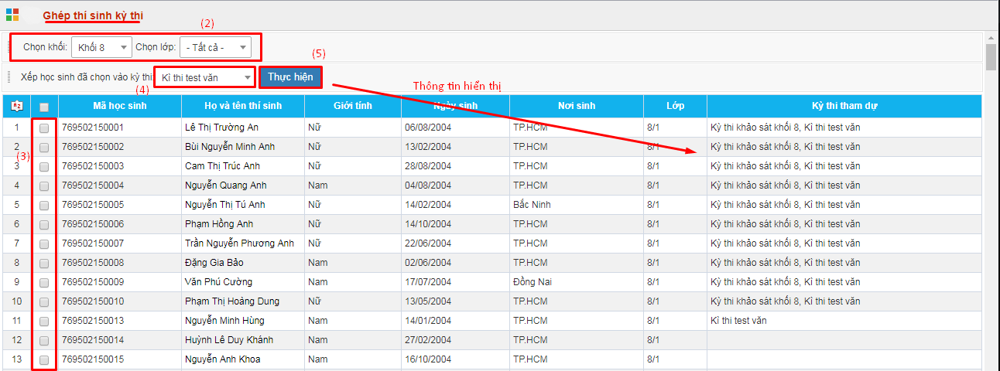 Ghép thí sinh kỳ thi
(2)
Chọn khối: Khối 8 Chọn lớp: - Tất cả -
(5)
Xếp học sinh đã chọn vào kỳ thi: Kì thi test văn Thực hiện
(4)
Thông tin hiển thị
Mã học sinh Họ và tên thí sinh Giới tính Ngày sinh Nơi sinh Lớp Kỳ thi tham dự
1 769502150001 Lê Thị Trường An Nữ 06/08/2004 TP.HCM 8/1 Kỳ thi khảo sát khối 8, Kì thi test văn
2 769502150002 Bùi Nguyễn Minh Anh Nữ 13/02/2004 TP.HCM 8/1 Kỳ thi khảo sát khối 8, Kì thi test văn
(3)
3 769502150003 Cam Thị Trúc Anh Nữ 28/08/2004 TP.HCM 8/1 Kỳ thi khảo sát khối 8, Kì thi test văn
4 769502150004 Nguyễn Quang Anh Nam 04/08/2004 TP.HCM 8/1 Kỳ thi khảo sát khối 8, Kì thi test văn
5 769502150005 Nguyễn Thị Tú Anh Nữ 14/02/2004 Bắc Ninh 8/1 Kỳ thi khảo sát khối 8, Kì thi test văn
6 769502150006 Phạm Hồng Anh Nữ 14/10/2004 TP.HCM 8/1 Kỳ thi khảo sát khối 8, Kì thi test văn
7 769502150007 Trần Nguyễn Phương Anh Nữ 22/06/2004 TP.HCM 8/1 Kỳ thi khảo sát khối 8, Kì thi test văn
8 769502150008 Đặng Gia Bảo Nam 02/06/2004 TP.HCM 8/1 Kỳ thi khảo sát khối 8, Kì thi test văn
9 769502150009 Văn Phú Cường Nam 17/07/2004 Đồng Nai 8/1 Kỳ thi khảo sát khối 8, Kì thi test văn
10 769502150010 Phạm Thị Hoàng Dung Nữ 13/05/2004 TP.HCM 8/1 Kỳ thi khảo sát khối 8, Kì thi test văn
11 769502150013 Nguyễn Minh Hùng Nam 14/01/2004 TP.HCM 8/1 Kì thi test văn
12 769502150014 Huỳnh Lê Duy Khánh Nam 27/02/2004 TP.HCM 8/1
13 769502150015 Nguyễn Anh Khoa Nam 16/10/2004 TP.HCM 8/1